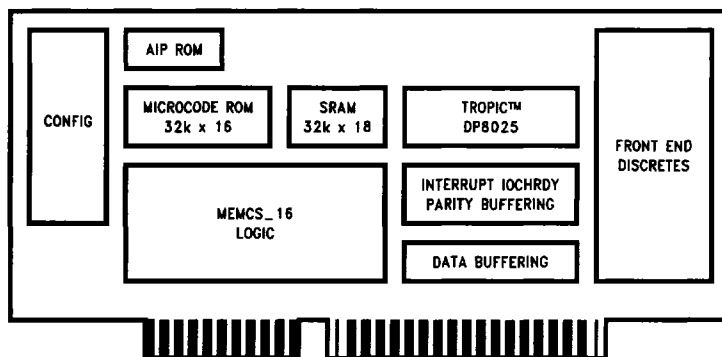 AIP ROM
CONFIG
MICROCODE ROM
32k x 16
SRAM
32k x 18
TROPIC™
DP8025
FRONT END
DISCRETES
MEMCS_16
LOGIC
INTERRUPT IOCHRDY
PARITY BUFFERING
DATA BUFFERING